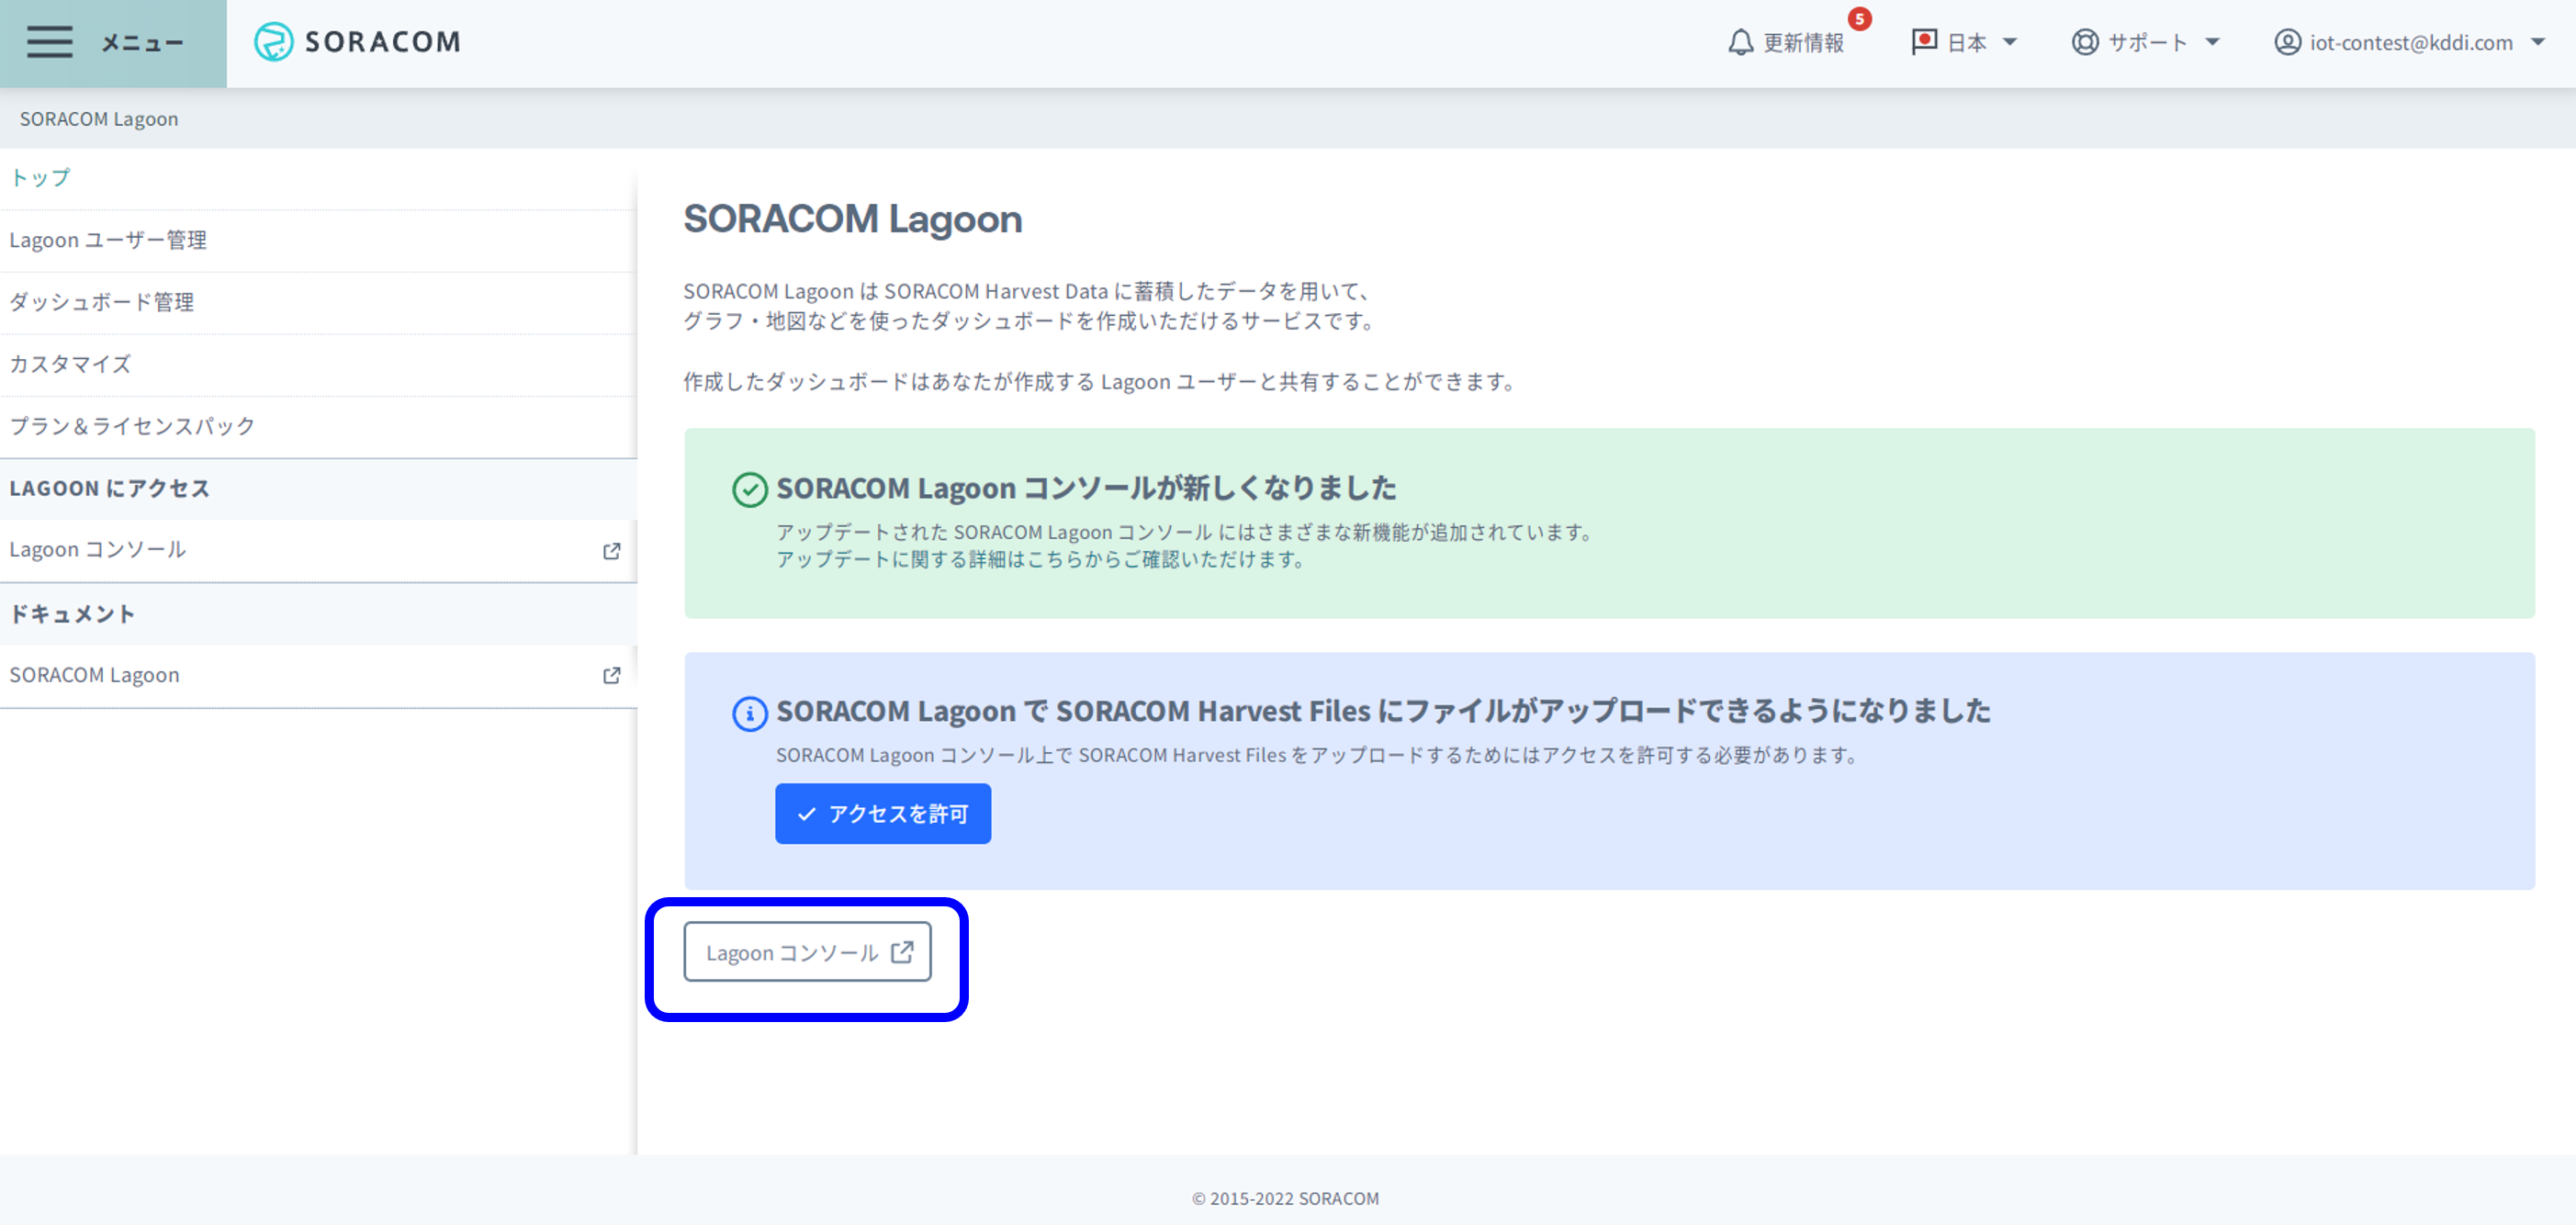 メニュー
SORACOM
更新情報
5
日本
サポート
iot-contest@kddi.com
SORACOM Lagoon
トップ
Lagoon ユーザー管理
ダッシュボード管理
カスタマイズ
プラン＆ライセンスパック
LAGOON にアクセス
Lagoon コンソール
ドキュメント
SORACOM Lagoon
SORACOM Lagoon
SORACOM Lagoon は SORACOM Harvest Data に蓄積したデータを用いて、
グラフ・地図などを使ったダッシュボードを作成いただけるサービスです。
作成したダッシュボードはあなたが作成する Lagoon ユーザーと共有することができます。
SORACOM Lagoon コンソールが新しくなりました
アップデートされた SORACOM Lagoon コンソール にはさまざまな新機能が追加されています。
アップデートに関する詳細はこちらからご確認いただけます。
SORACOM Lagoon で SORACOM Harvest Files にファイルがアップロードできるようになりました
SORACOM Lagoon コンソール上で SORACOM Harvest Files をアップロードするためにはアクセスを許可する必要があります。
アクセスを許可
Lagoon コンソール
© 2015-2022 SORACOM